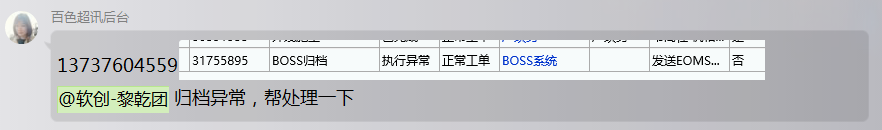 百色超讯后台
13737604559 31755895 BOSS归档 执行异常 正常工单 BOSS系统 发送EOMS... 否
@软创-黎乾团 归档异常，帮处理一下